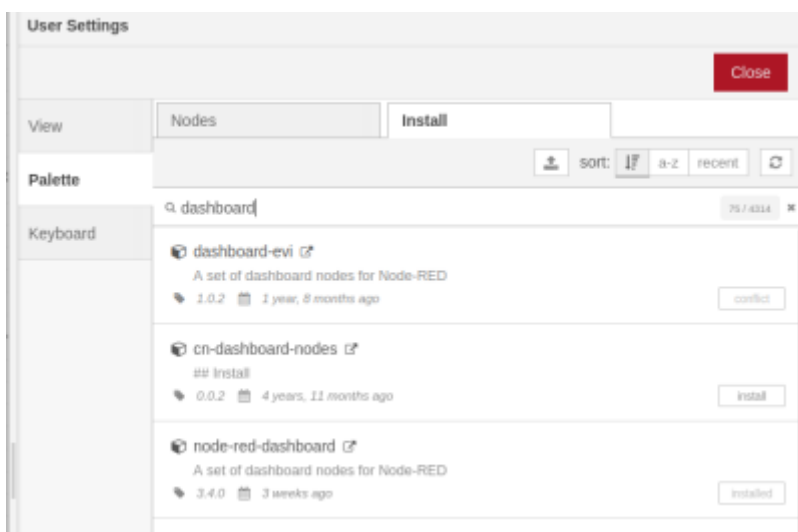 User Settings
Close
View
Palette
Keyboard
Nodes
Install
sort:
a-z
recent
dashboard
75 / 4314
dashboard-evi
A set of dashboard nodes for Node-RED
1.0.2 1 year, 8 months ago
conflict
cn-dashboard-nodes
## Install
0.0.2 4 years, 11 months ago
install
node-red-dashboard
A set of dashboard nodes for Node-RED
3.4.0 3 weeks ago
installed